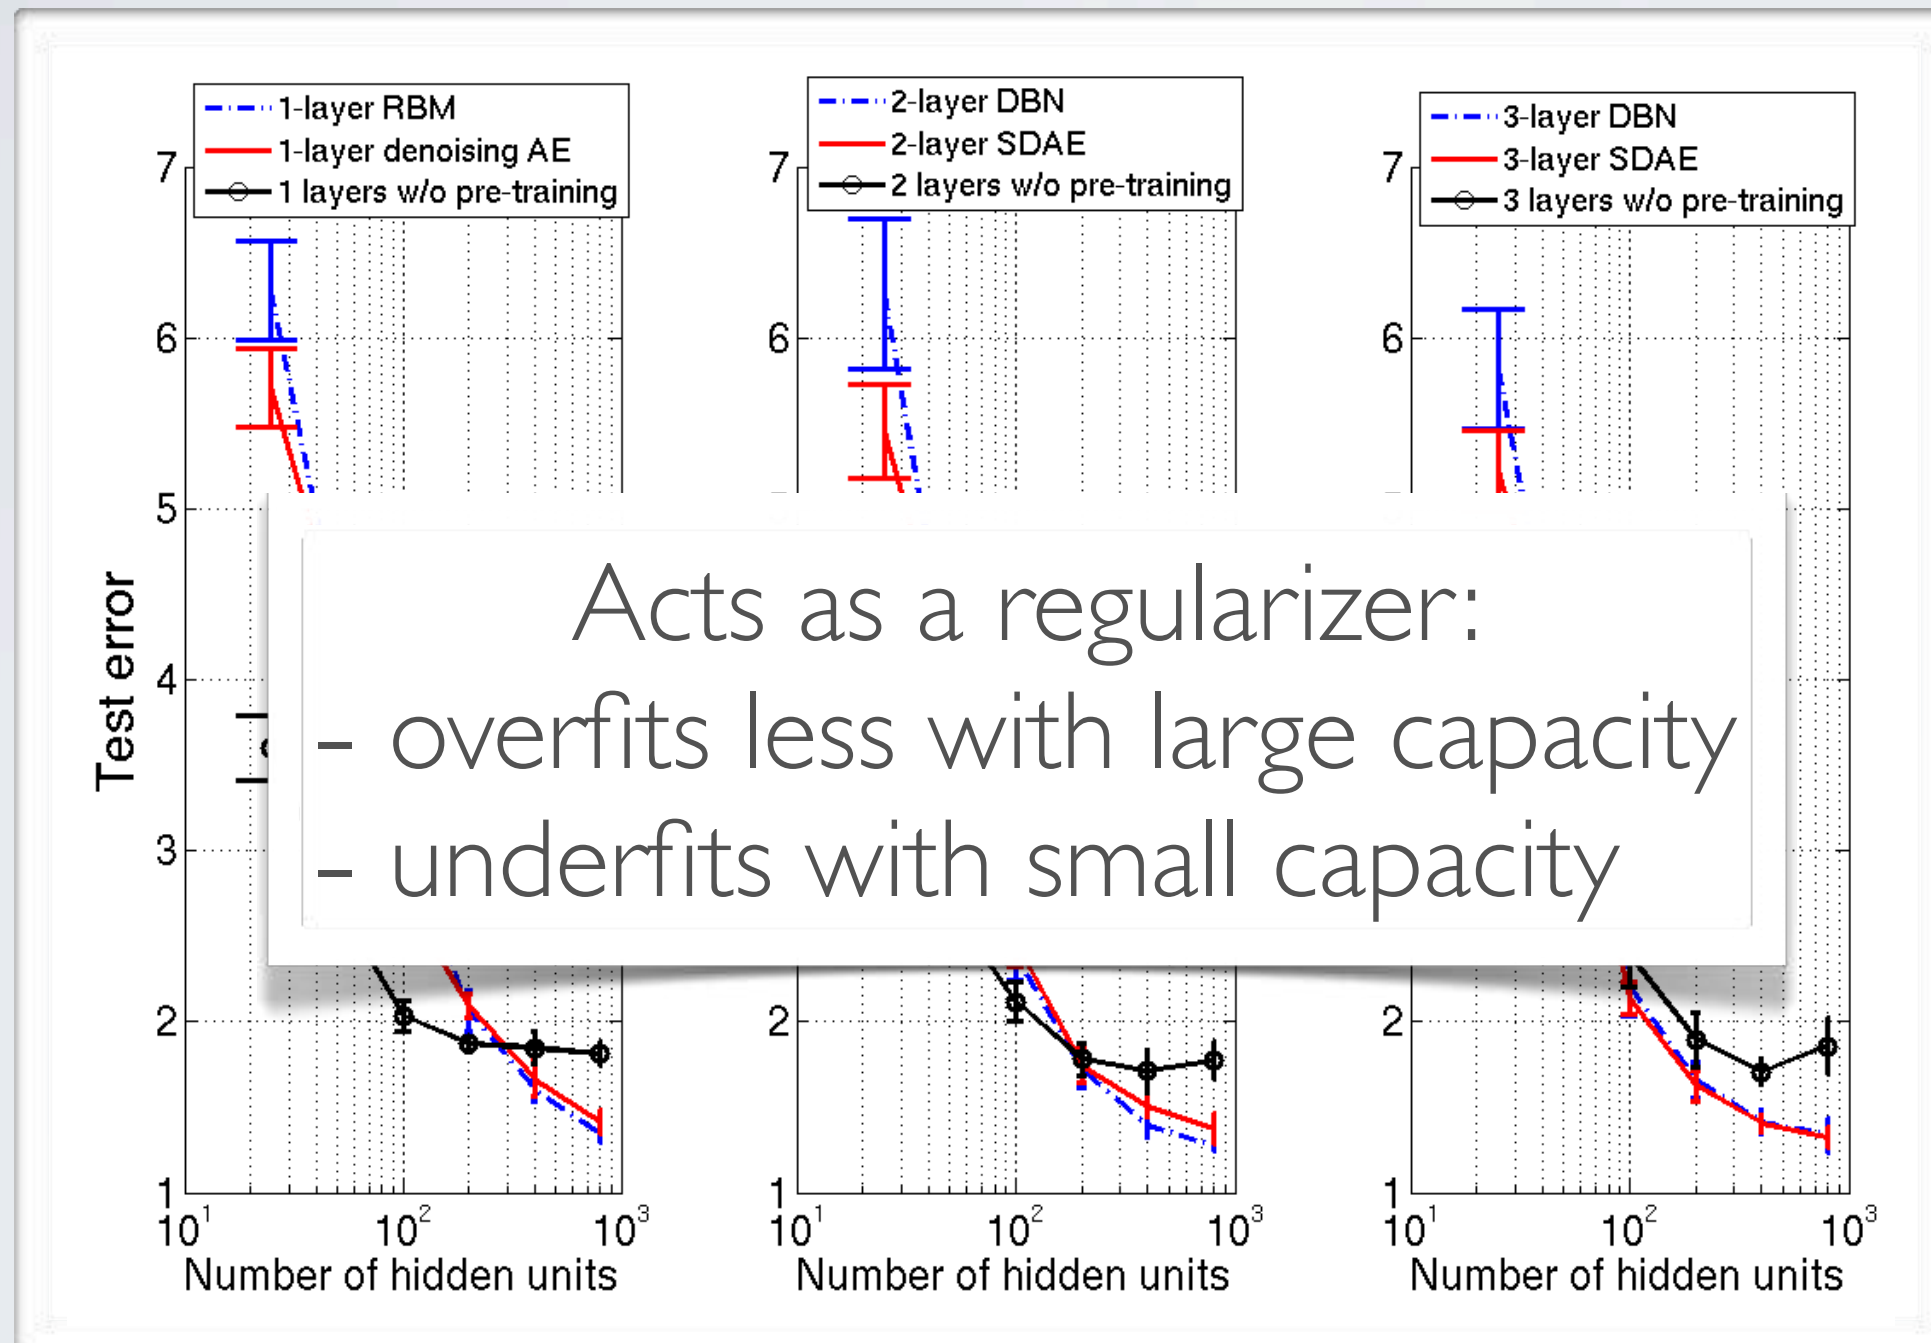 1-layer RBM
1-layer denoising AE
1 layers w/o pre-training
2-layer DBN
2-layer SDAE
2 layers w/o pre-training
3-layer DBN
3-layer SDAE
3 layers w/o pre-training
Test error
7
6
5
4
3
2
1
7
6
2
1
7
6
2
1
Acts as a regularizer:
- overfits less with large capacity
- underfits with small capacity
10¹ 10² 10³
10¹ 10² 10³
10¹ 10² 10³
Number of hidden units
Number of hidden units
Number of hidden units